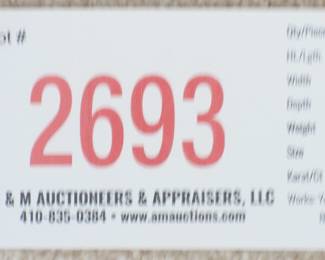 ot #
2693
& M AUCTIONEERS & APPRAISERS, LLC
410-835-0384 • www.amauctions.com
Qty/Piece
Ht./Lgth
Width
Depth
Weight
Size
Karat/Ct
Works: Y